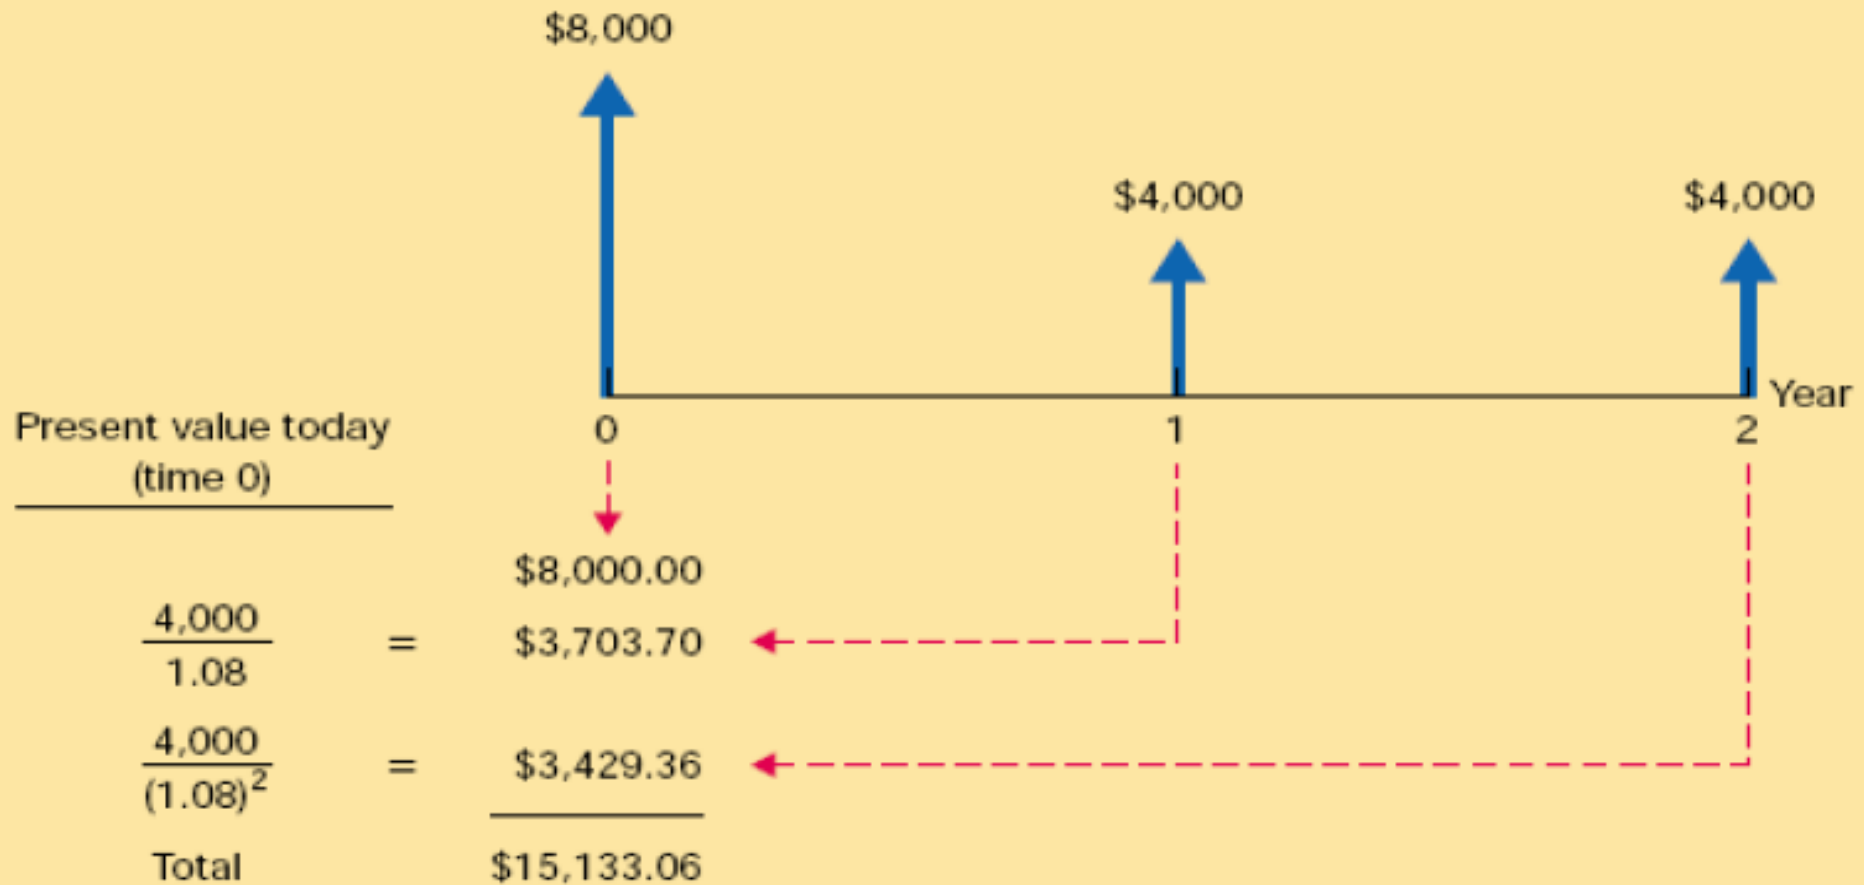 $8,000
$4,000 $4,000
Year
0 1 2
Present value today
(time 0)
$8,000.00
4,000
1.08
= $3,703.70
4,000
(1.08)²
= $3,429.36
Total $15,133.06